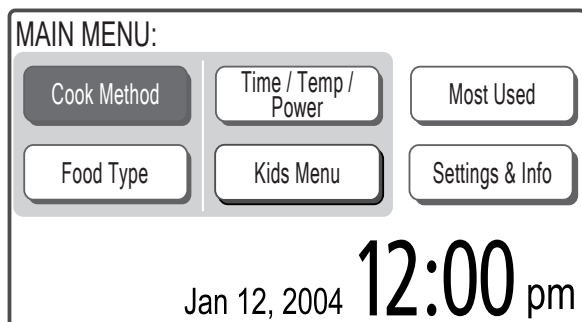 MAIN MENU:
Cook Method
Time / Temp /
Power
Most Used
Food Type
Kids Menu
Settings & Info
Jan 12, 2004 12:00 pm